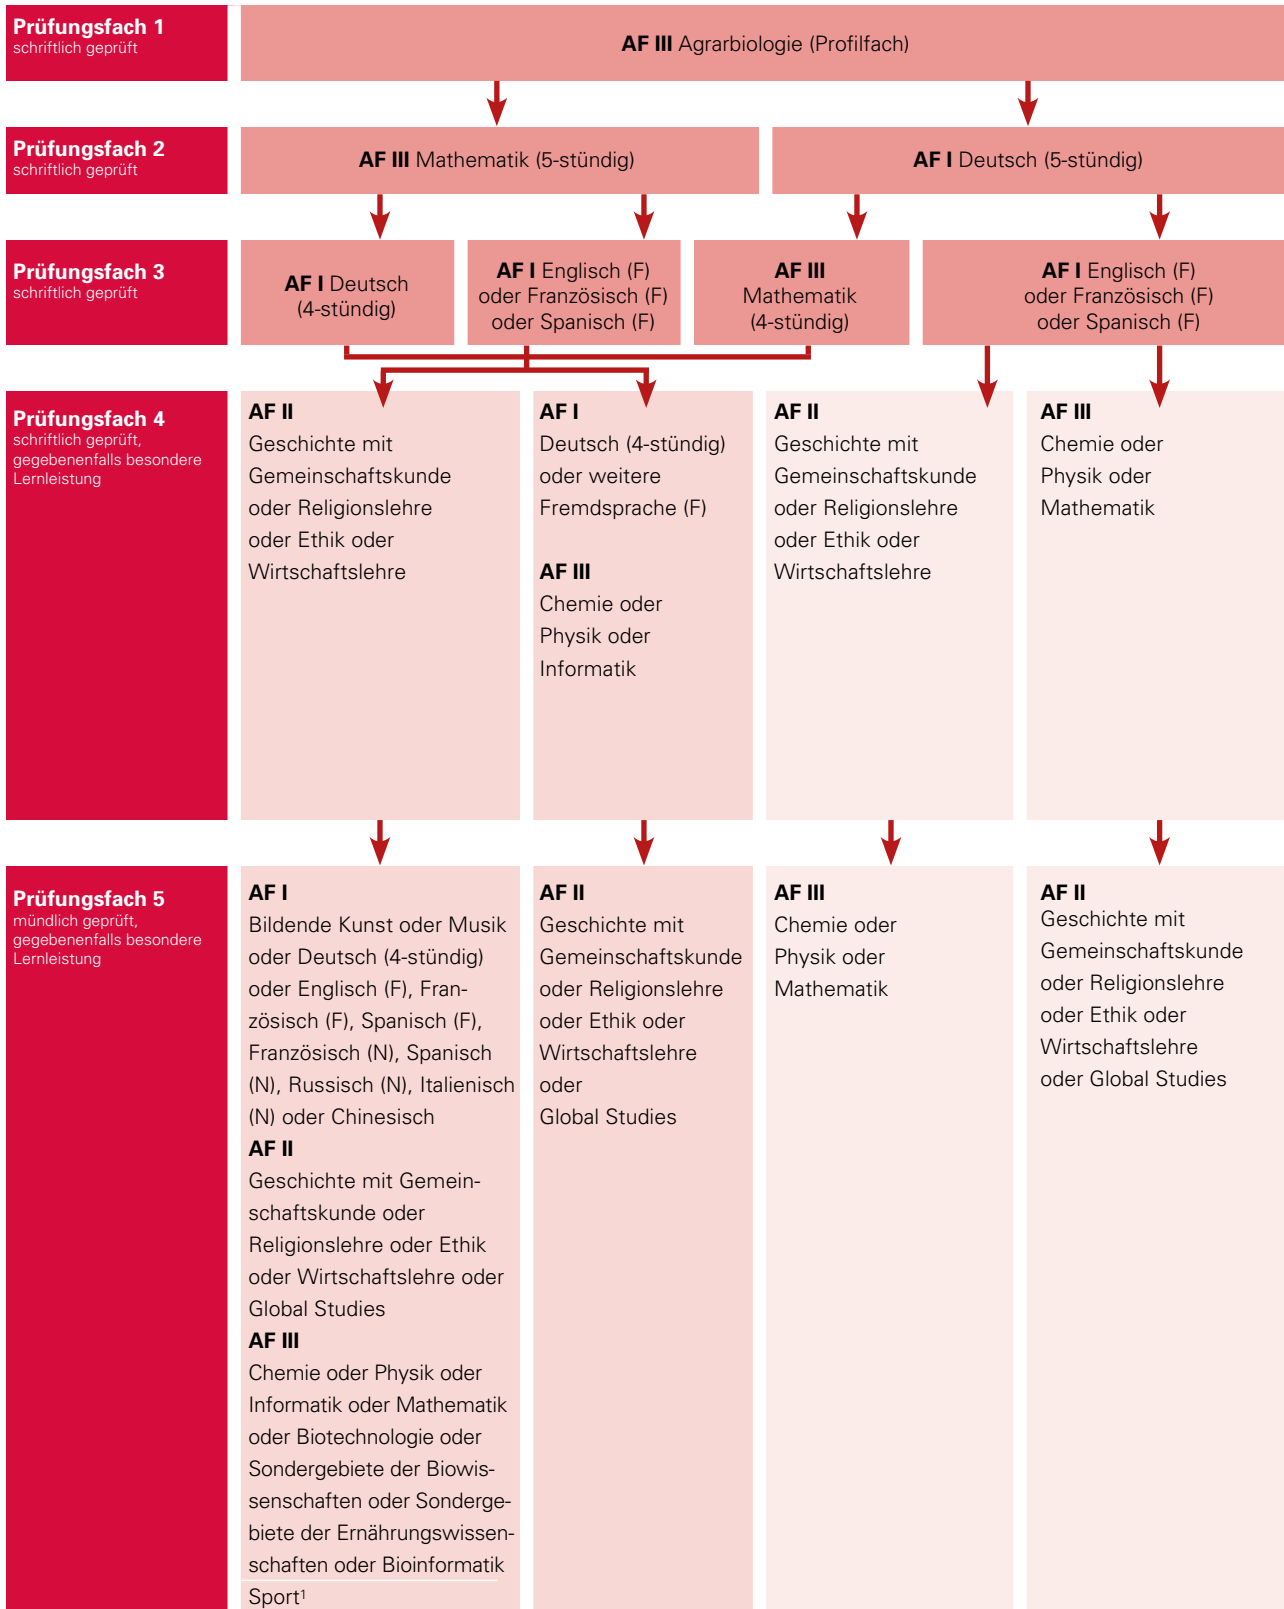 Prüfungsfach 1
schriftlich geprüft
AF III Agrarbiologie (Profilfach)
Prüfungsfach 2
schriftlich geprüft
AF III Mathematik (5-stündig)
AF I Deutsch (5-stündig)
Prüfungsfach 3
schriftlich geprüft
AF I Deutsch
(4-stündig)
AF I Englisch (F)
oder Französisch (F)
oder Spanisch (F)
AF III
Mathematik
(4-stündig)
AF I Englisch (F)
oder Französisch (F)
oder Spanisch (F)
Prüfungsfach 4
schriftlich geprüft,
gegebenenfalls besondere
Lernleistung
AF II
Geschichte mit
Gemeinschaftskunde
oder Religionslehre
oder Ethik oder
Wirtschaftslehre
AF I
Deutsch (4-stündig)
oder weitere
Fremdsprache (F)
AF III
Chemie oder
Physik oder
Informatik
AF II
Geschichte mit
Gemeinschaftskunde
oder Religionslehre
oder Ethik oder
Wirtschaftslehre
AF III
Chemie oder
Physik oder
Mathematik
Prüfungsfach 5
mündlich geprüft,
gegebenenfalls besondere
Lernleistung
AF I
Bildende Kunst oder Musik
oder Deutsch (4-stündig)
oder Englisch (F), Fran-
zösisch (F), Spanisch (F),
Französisch (N), Spanisch
(N), Russisch (N), Italienisch
(N) oder Chinesisch
AF II
Geschichte mit Gemein-
schaftskunde oder
Religionslehre oder Ethik
oder Wirtschaftslehre oder
Global Studies
AF III
Chemie oder Physik oder
Informatik oder Mathematik
oder Biotechnologie oder
Sondergebiete der Biowis-
senschaften oder Sonderge-
biete der Ernährungswissen-
schaften oder Bioinformatik
Sport¹
AF II
Geschichte mit
Gemeinschaftskunde
oder Religionslehre
oder Ethik oder
Wirtschaftslehre
oder
Global Studies
AF III
Chemie oder
Physik oder
Mathematik
AF II
Geschichte mit
Gemeinschaftskunde
oder Religionslehre
oder Ethik oder
Wirtschaftslehre
oder Global Studies